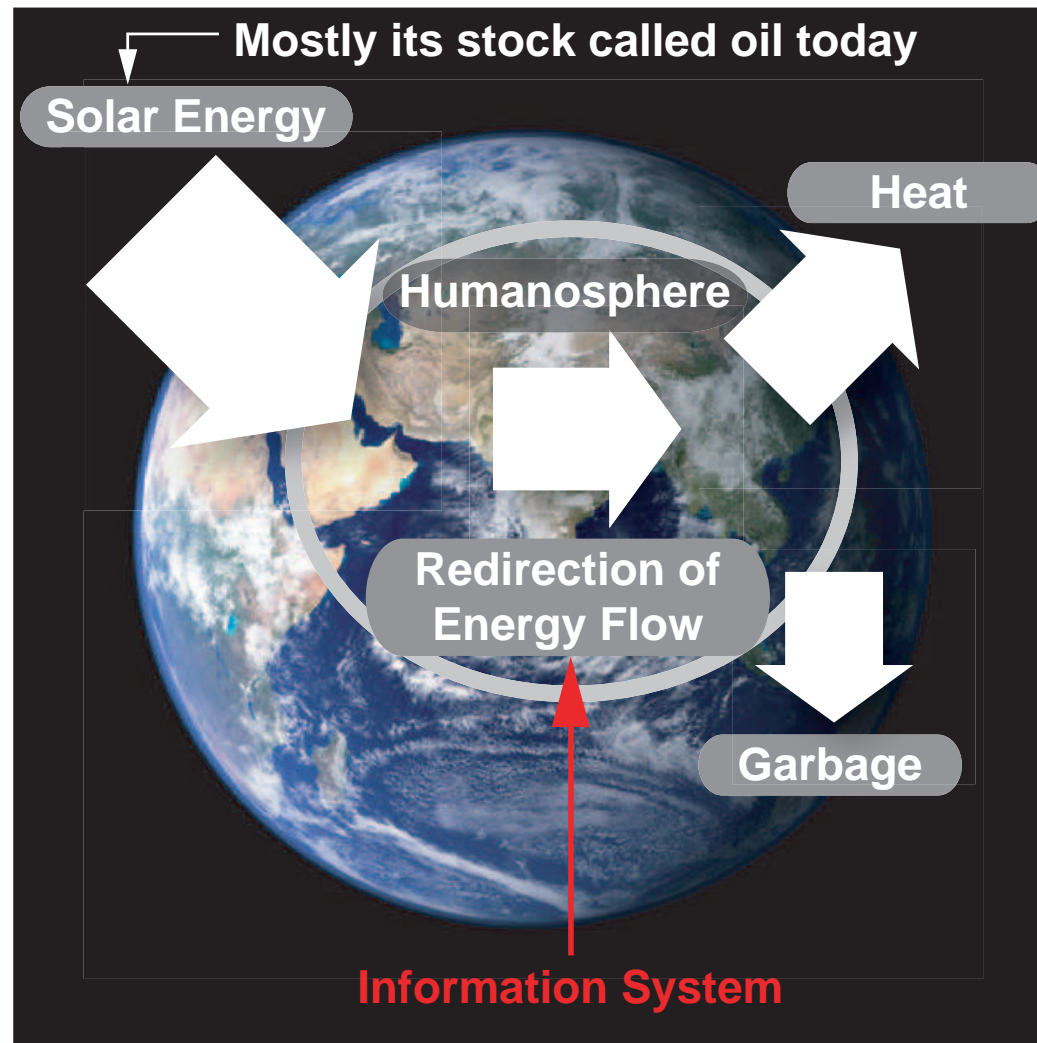 Mostly its stock called oil today
Solar Energy
Heat
Humanosphere
Redirection of
Energy Flow
Garbage
Information System